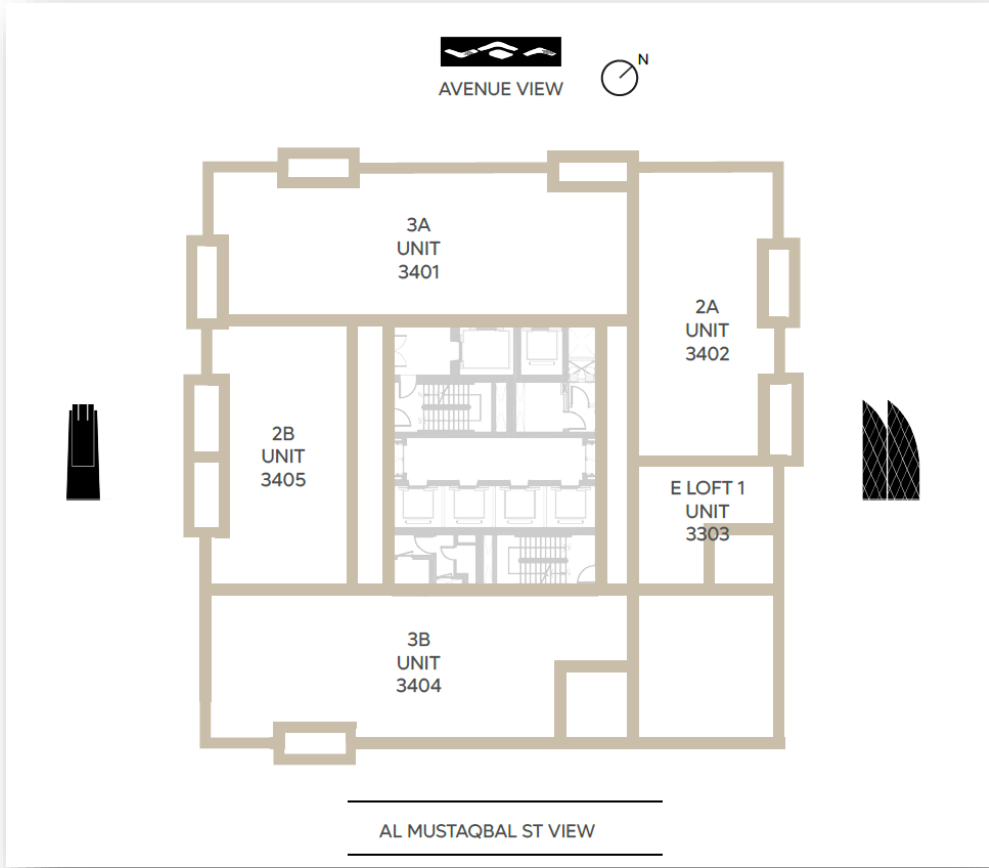 N
AVENUE VIEW
3A
UNIT
3401
2A
UNIT
3402
2B
UNIT
3405
E LOFT 1
UNIT
3303
3B
UNIT
3404
AL MUSTAQBAL ST VIEW